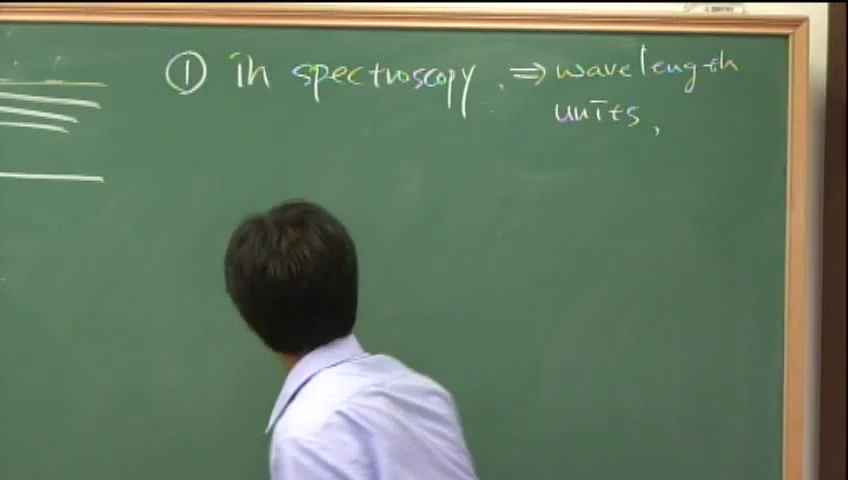 ① in spectroscopy, ⇒ wavelength
units,